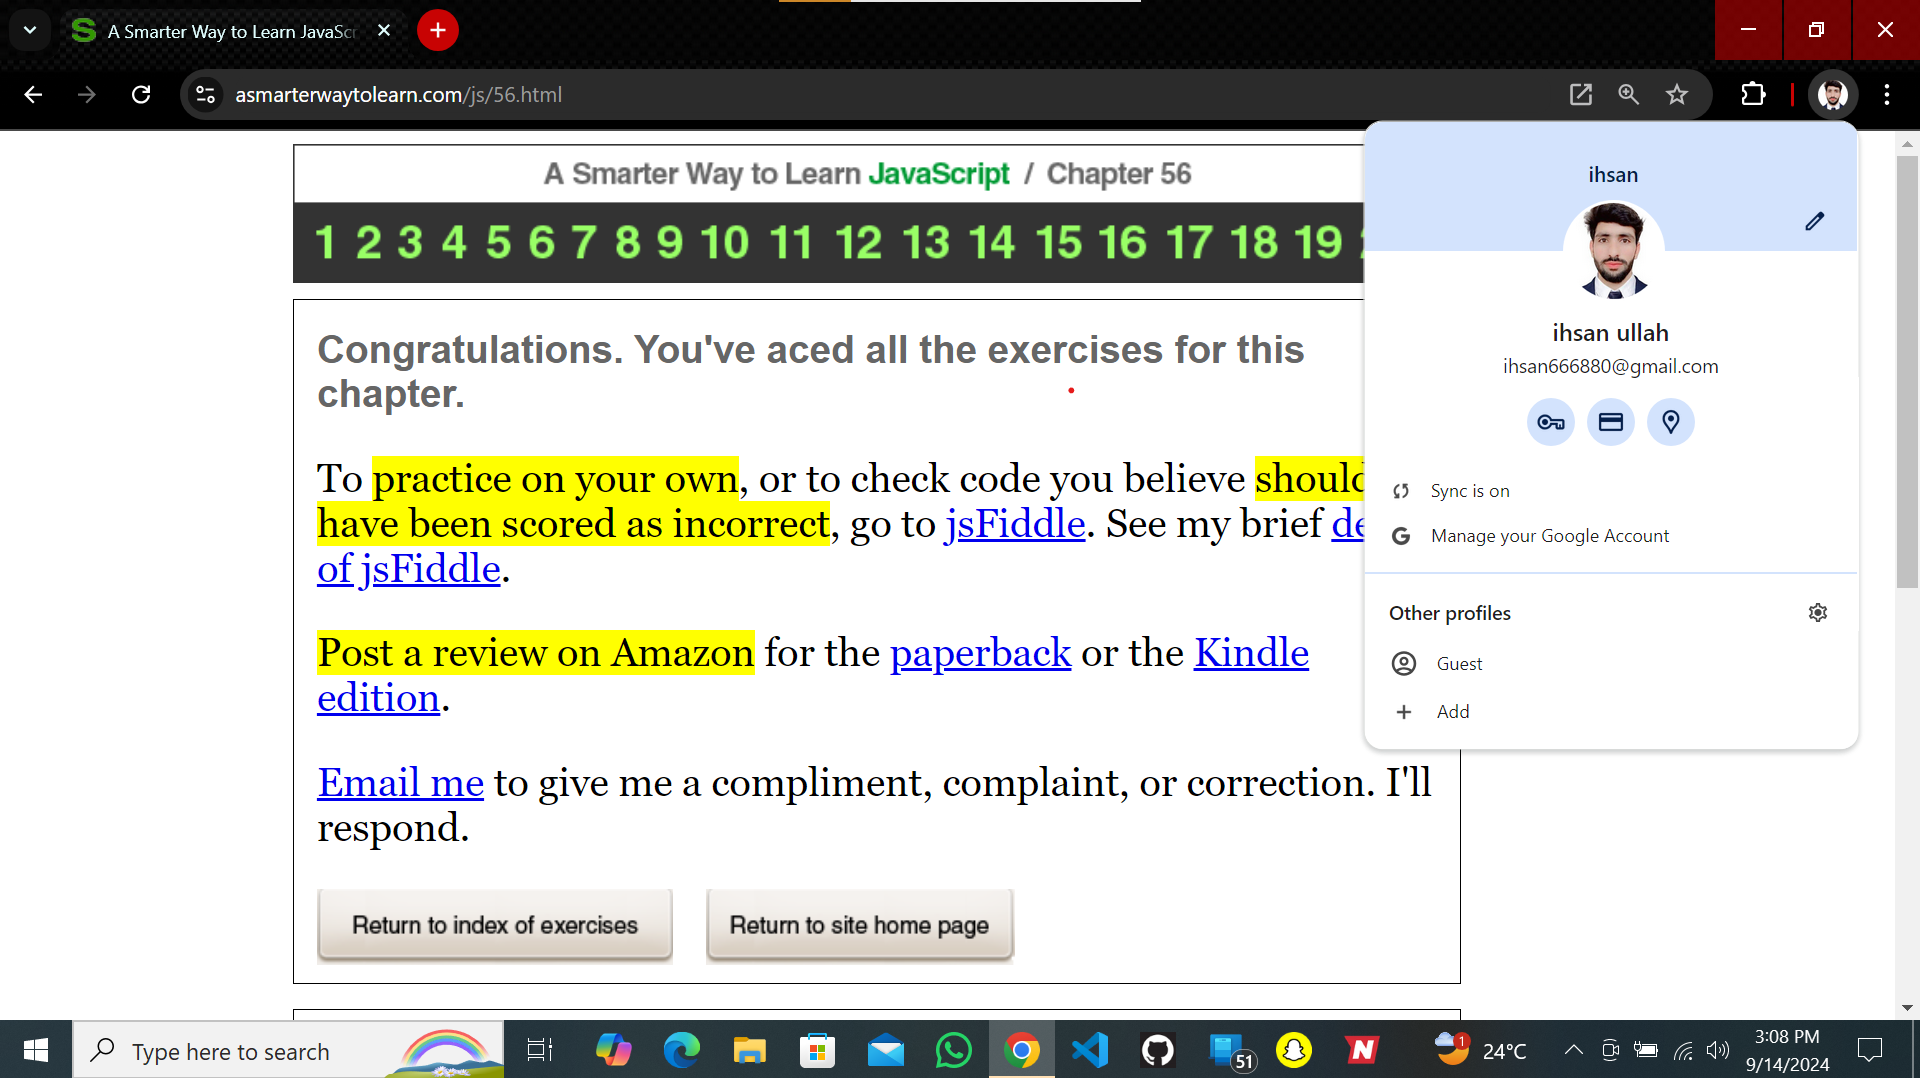 A Smarter Way to Learn JavaScr
asmarterwaytolearn.com/js/56.html
A Smarter Way to Learn JavaScript / Chapter 56
1 2 3 4 5 6 7 8 9 10 11 12 13 14 15 16 17 18 19
Congratulations. You've aced all the exercises for this
chapter.
To practice on your own, or to check code you believe should
have been scored as incorrect, go to jsFiddle. See my brief de
of jsFiddle.
Post a review on Amazon for the paperback or the Kindle
edition.
Email me to give me a compliment, complaint, or correction. I'll
respond.
Return to index of exercises
Return to site home page
ihsan
ihsan ullah
ihsan666880@gmail.com
Sync is on
Manage your Google Account
Other profiles
Guest
Add
Type here to search
51
1
24°C
3:08 PM
9/14/2024